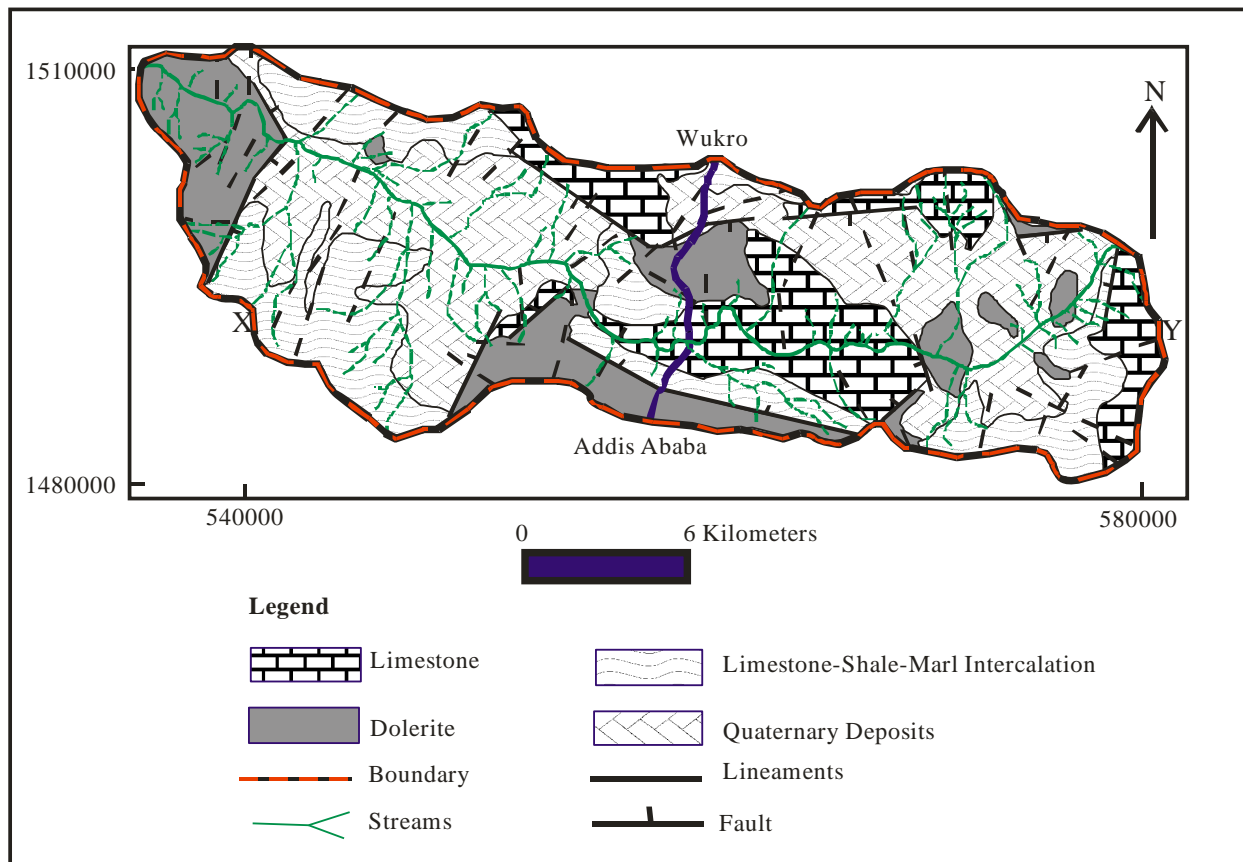 1510000
Wukro
N
X
Y
Addis Ababa
1480000
540000
580000
0
6 Kilometers
Legend
Limestone
Limestone-Shale-Marl Intercalation
Dolerite
Quaternary Deposits
Boundary
Lineaments
Streams
Fault